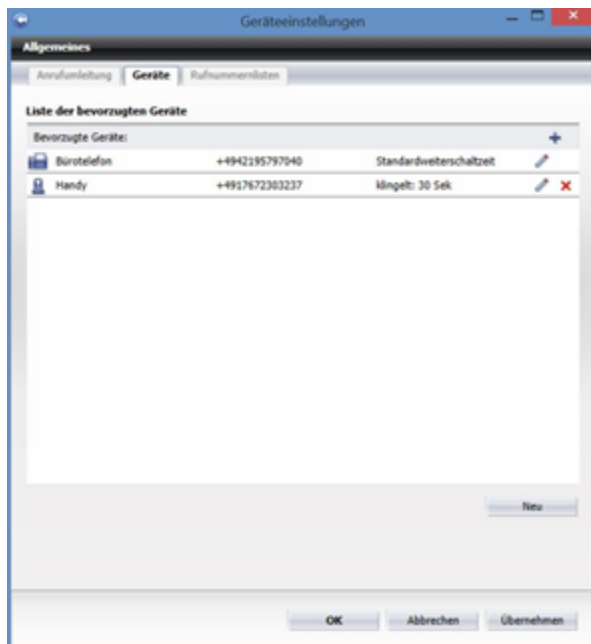 Geräteeinstellungen
Allgemeines
Anrufumleitung Geräte Rufnummernlisten
Liste der bevorzugten Geräte
Bevorzugte Geräte:
Bürotelefon +4942195797040 Standardweiterschaltzeit
Handy +4917672303237 klingelt: 30 Sek
Neu
OK Abbrechen Übernehmen